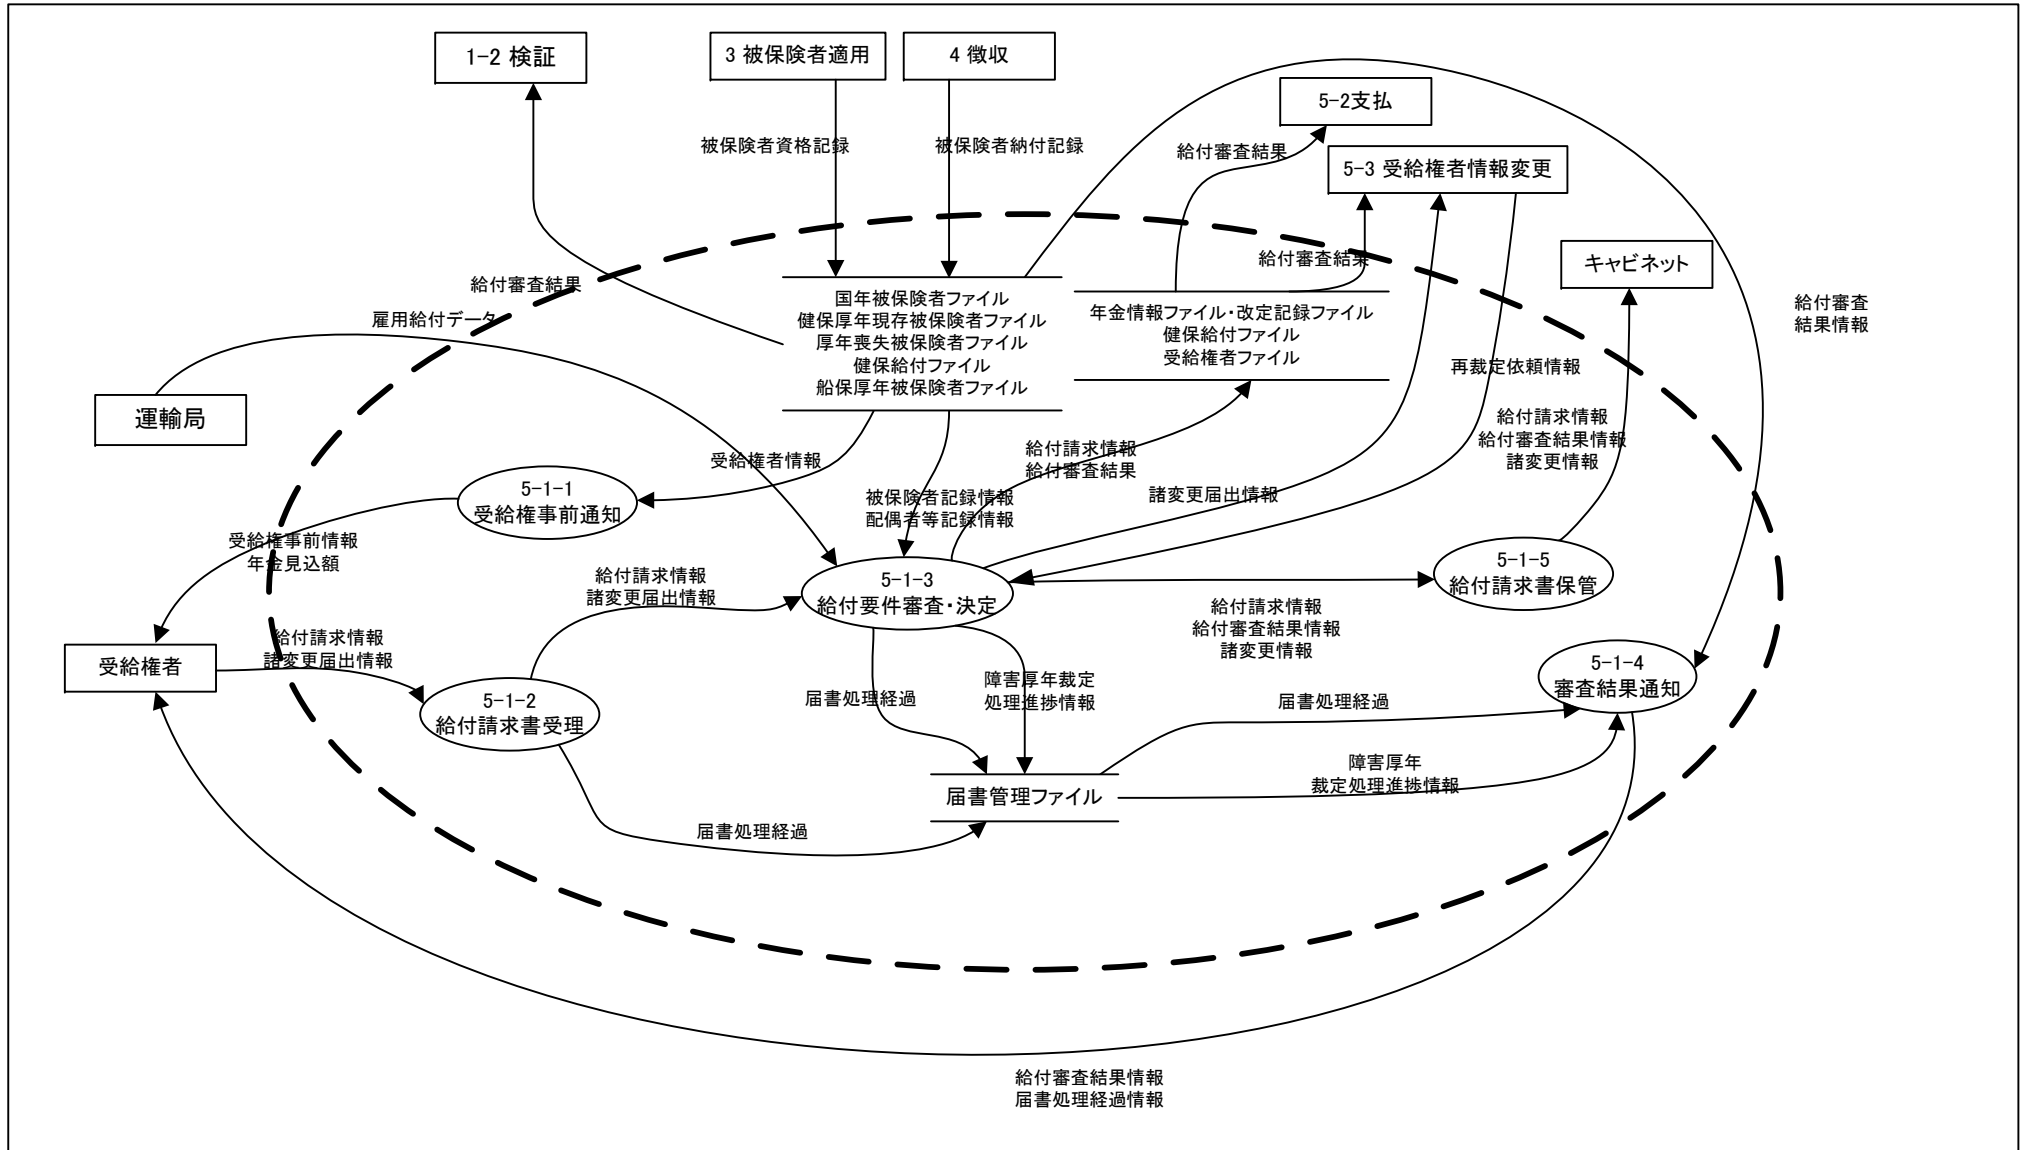 1-2 検証
3 被保険者適用
4 徴収
5-2支払
被保険者資格記録
被保険者納付記録
給付審査結果
5-3 受給権者情報変更
給付審査結果
キャビネット
給付審査結果
雇用給付データ
国年被保険者ファイル
健保厚年現存被保険者ファイル
厚年喪失被保険者ファイル
健保給付ファイル
船保厚年被保険者ファイル
年金情報ファイル・改定記録ファイル
健保給付ファイル
受給権者ファイル
給付審査
結果情報
再裁定依頼情報
運輸局
給付請求情報
給付審査結果情報
諸変更情報
受給権者情報
給付請求情報
給付審査結果
5-1-1
受給権事前通知
被保険者記録情報
配偶者等記録情報
諸変更届出情報
受給権事前情報
年金見込額
給付請求情報
諸変更届出情報
5-1-3
給付要件審査・決定
5-1-5
給付請求書保管
給付請求情報
給付審査結果情報
諸変更情報
受給権者
給付請求情報
諸変更届出情報
5-1-2
給付請求書受理
届書処理経過
障害厚年裁定
処理進捗情報
届書処理経過
5-1-4
審査結果通知
届書管理ファイル
障害厚年
裁定処理進捗情報
届書処理経過
給付審査結果情報
届書処理経過情報